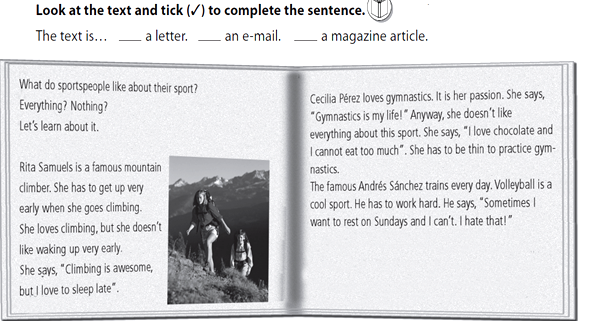 Look at the text and tick (✓) to complete the sentence.
The text is… ___ a letter. ___ an e-mail. ___ a magazine article.
What do sportspeople like about their sport?
Everything? Nothing?
Let's learn about it.
Rita Samuels is a famous mountain
climber. She has to get up very
early when she goes climbing.
She loves climbing, but she doesn't
like waking up very early.
She says, "Climbing is awesome,
but I love to sleep late".
Cecilia Pérez loves gymnastics. It is her passion. She says,
"Gymnastics is my life!" Anyway, she doesn't like
everything about this sport. She says, "I love chocolate and
I cannot eat too much". She has to be thin to practice gym-
nastics.
The famous Andrés Sánchez trains every day. Volleyball is a
cool sport. He has to work hard. He says, "Sometimes I
want to rest on Sundays and I can't. I hate that!"